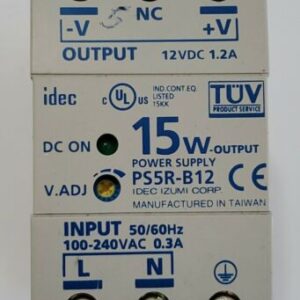 -V NC +V
OUTPUT 12VDC 1.2A
idec
C UL US
IND.CONT.EQ.
LISTED
15KK
TÜV
PRODUCT SERVICE
DC ON 15W-OUTPUT
POWER SUPPLY
V.ADJ PS5R-B12 CE
IDEC IZUMI CORP.
MANUFACTURED IN TAIWAN
INPUT 50/60Hz
100-240VAC 0.3A
L N